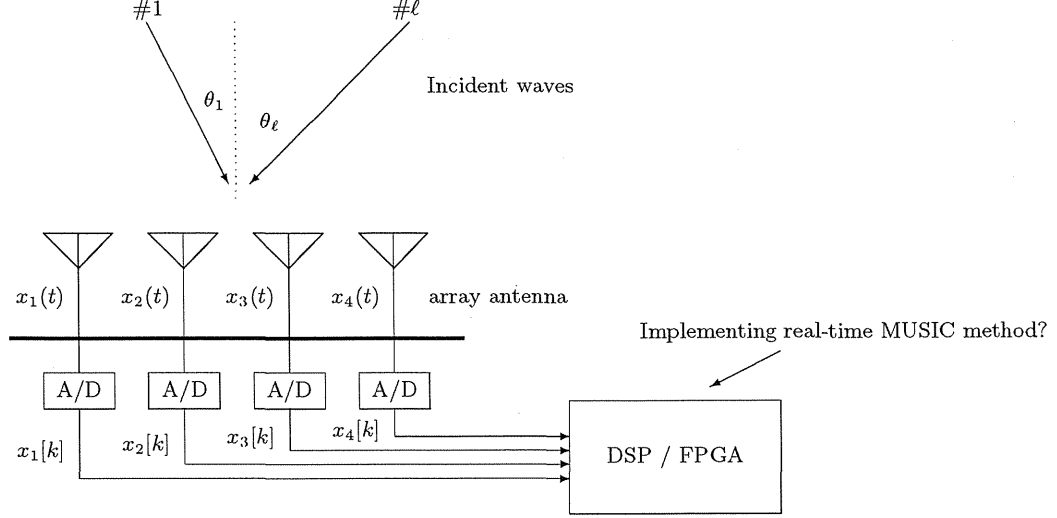 #1
#ℓ
Incident waves
θ₁
θℓ
x₁(t)
x₂(t)
x₃(t)
x₄(t)
array antenna
Implementing real-time MUSIC method?
A/D
A/D
A/D
A/D
x₁[k]
x₂[k]
x₃[k]
x₄[k]
DSP / FPGA